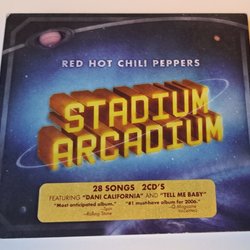 RED HOT CHILI PEPPERS
STADIUM
ARCADIUM
28 SONGS 2CD'S
FEATURING "DANI CALIFORNIA" AND "TELL ME BABY"
"Most anticipated album." "#1 must-have album for 2006."
-Rolling Stone -Q Magazine